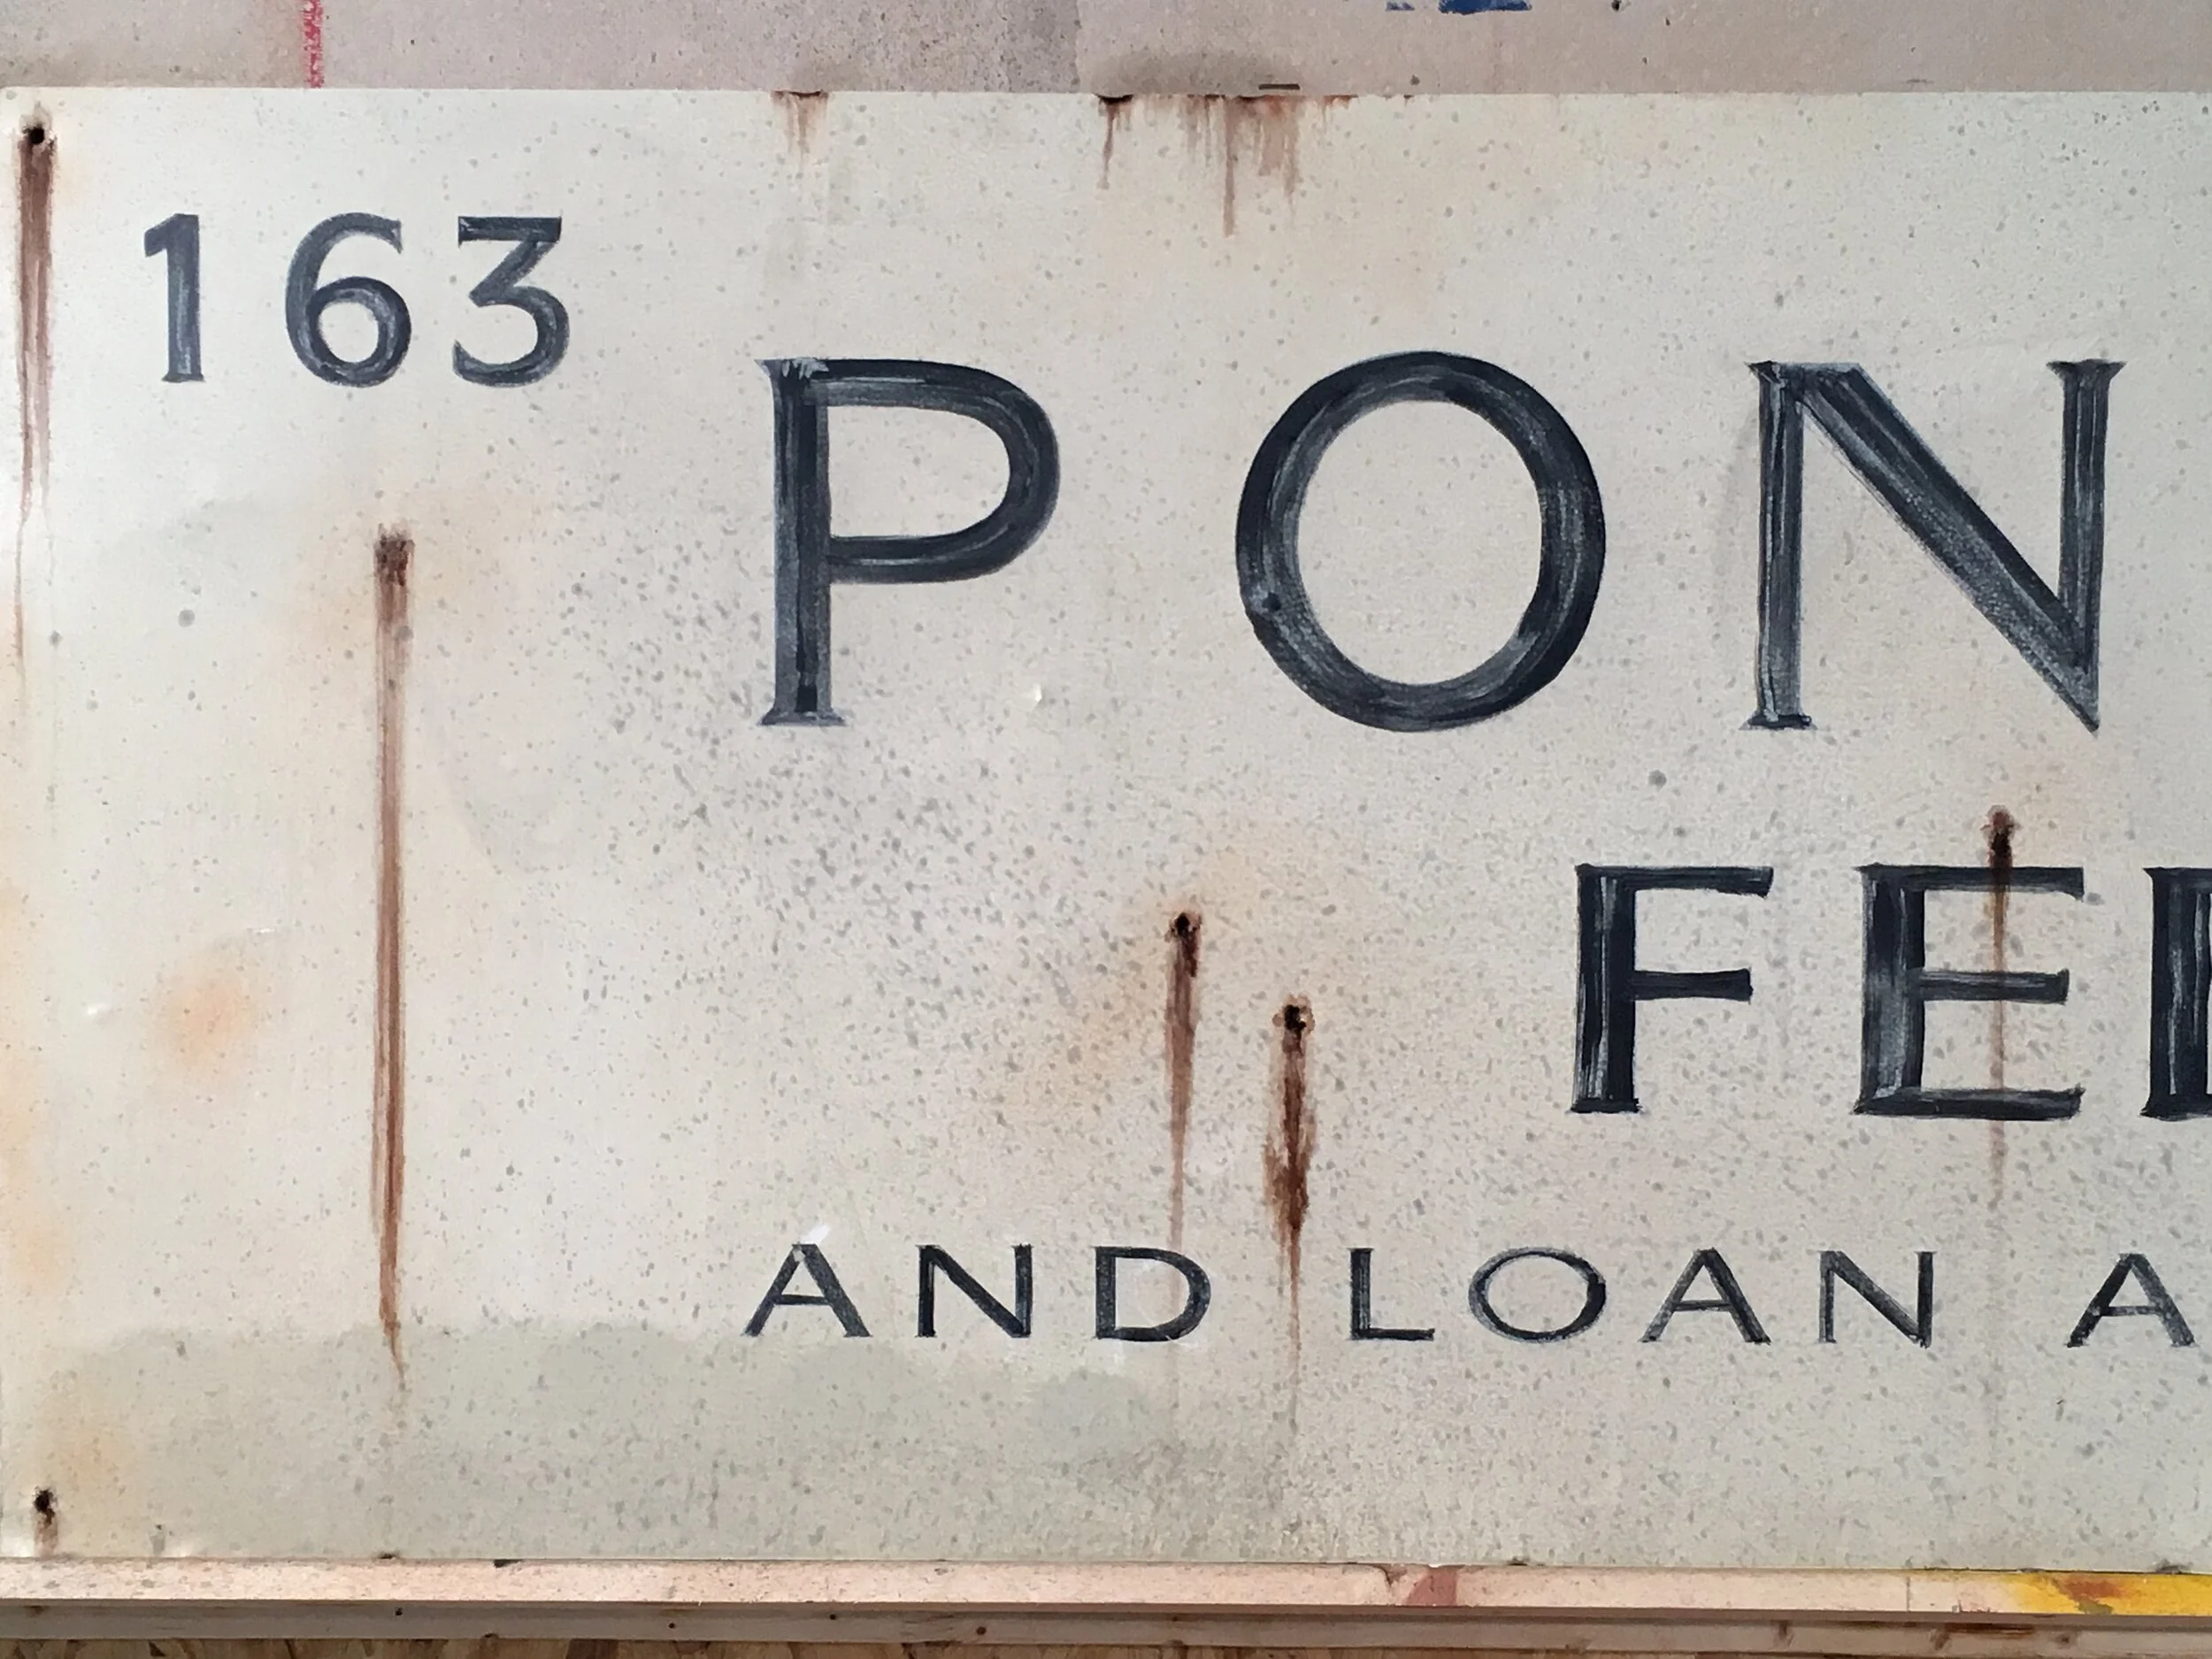 163
PON
FE
AND LOAN A